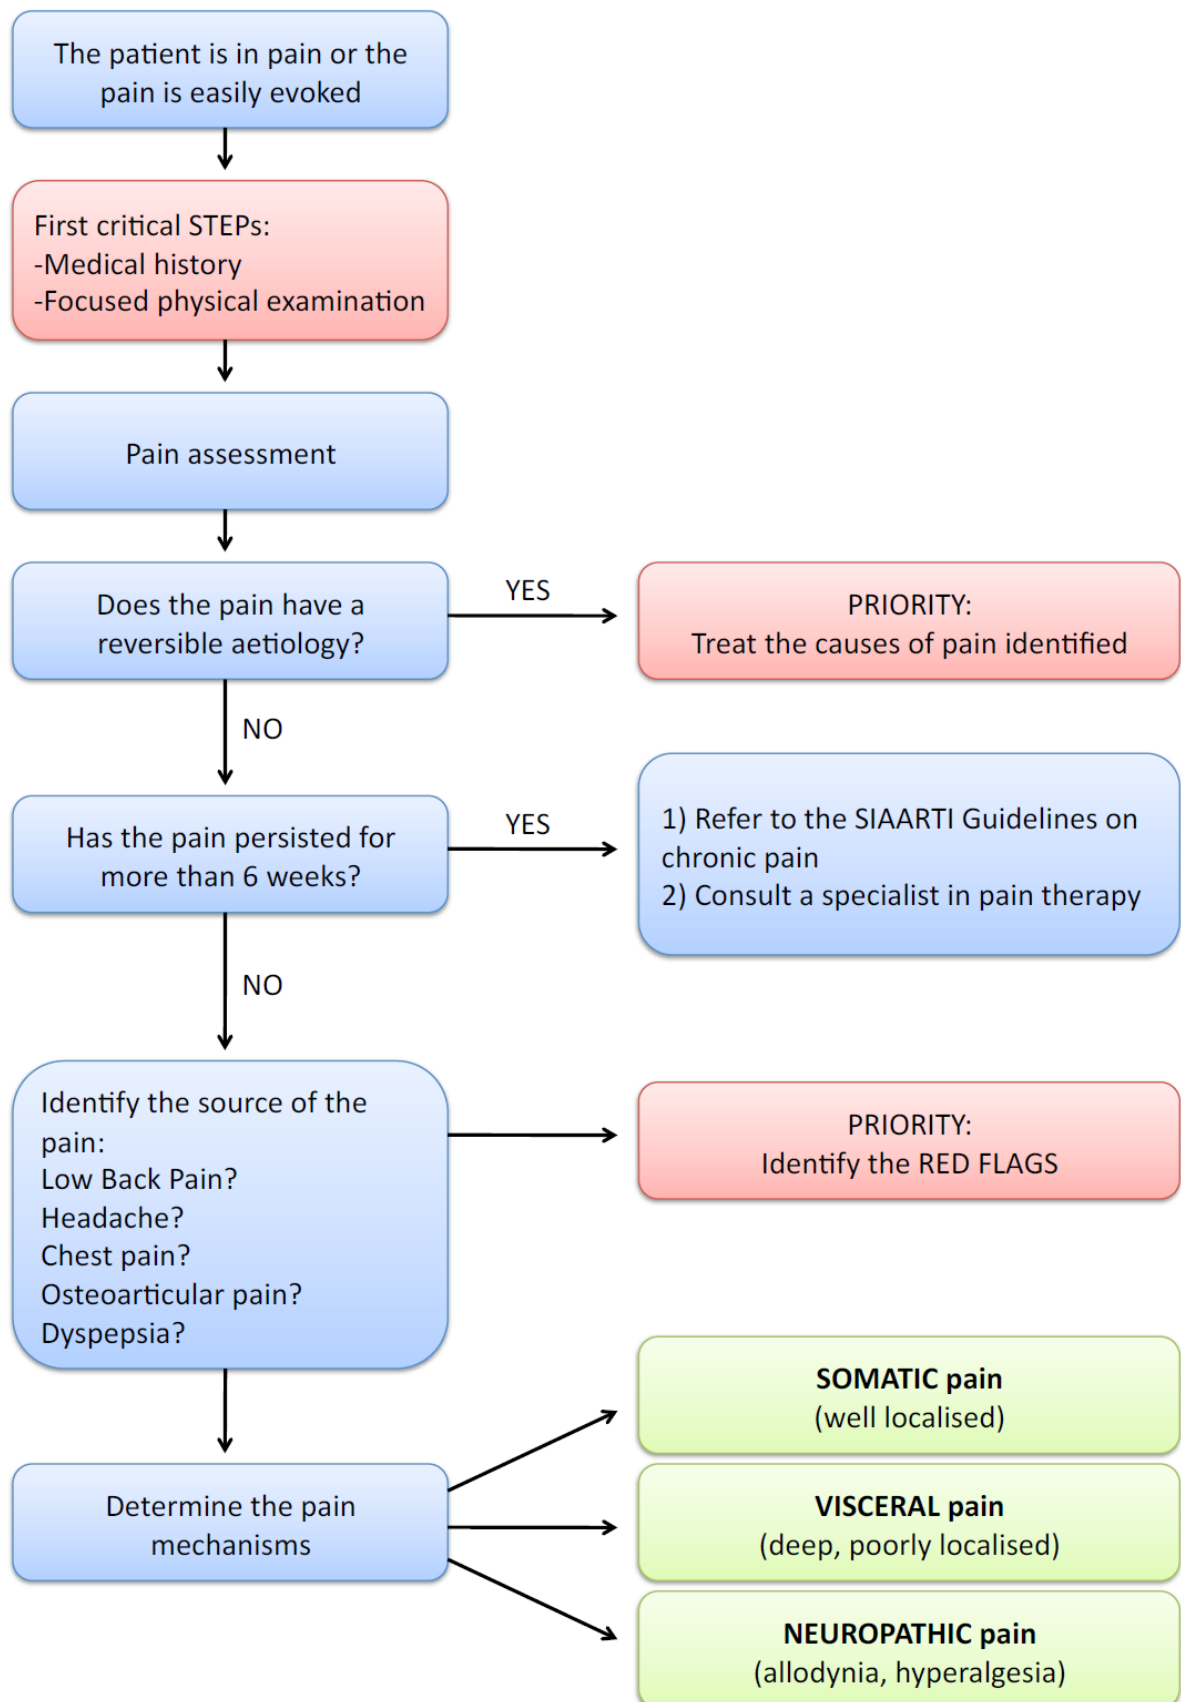 The patient is in pain or the
pain is easily evoked
First critical STEPs:
-Medical history
-Focused physical examination
Pain assessment
Does the pain have a
reversible aetiology?
YES
PRIORITY:
Treat the causes of pain identified
NO
Has the pain persisted for
more than 6 weeks?
YES
1) Refer to the SIAARTI Guidelines on
chronic pain
2) Consult a specialist in pain therapy
NO
Identify the source of the
pain:
Low Back Pain?
Headache?
Chest pain?
Osteoarticular pain?
Dyspepsia?
PRIORITY:
Identify the RED FLAGS
Determine the pain
mechanisms
SOMATIC pain
(well localised)
VISCERAL pain
(deep, poorly localised)
NEUROPATHIC pain
(allodynia, hyperalgesia)